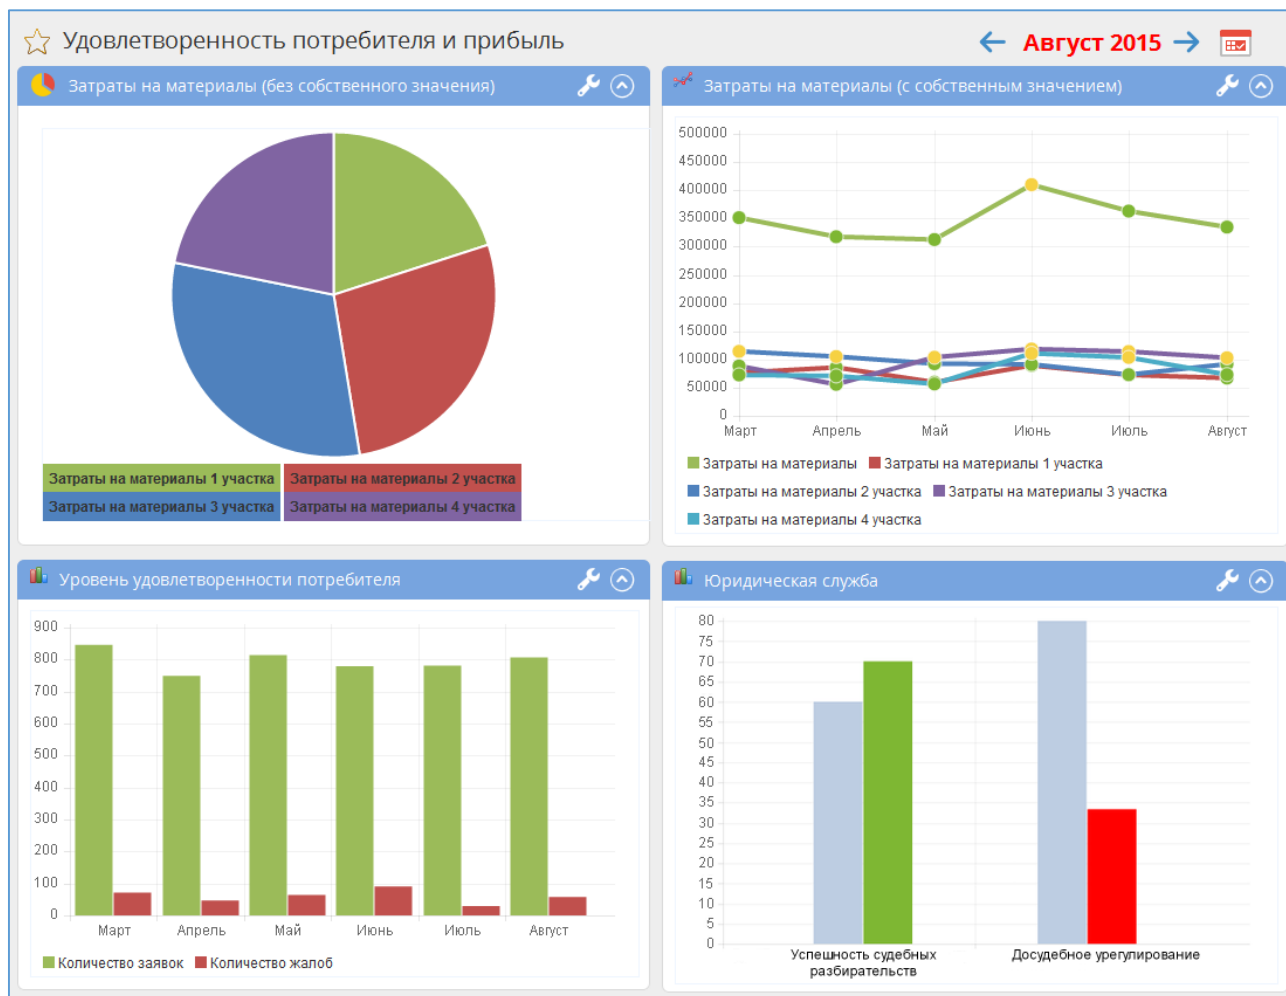 Удовлетворенность потребителя и прибыль
Август 2015
Затраты на материалы (без собственного значения)
Затраты на материалы 1 участка
Затраты на материалы 2 участка
Затраты на материалы 3 участка
Затраты на материалы 4 участка
Затраты на материалы (с собственным значением)
500000
450000
400000
350000
300000
250000
200000
150000
100000
50000
0
Март Апрель Май Июнь Июль Август
Затраты на материалы Затраты на материалы 1 участка
Затраты на материалы 2 участка Затраты на материалы 3 участка
Затраты на материалы 4 участка
Уровень удовлетворенности потребителя
900
800
700
600
500
400
300
200
100
0
Март Апрель Май Июнь Июль Август
Количество заявок Количество жалоб
Юридическая служба
80
75
70
65
60
55
50
45
40
35
30
25
20
15
10
5
0
Успешность судебных
разбирательств
Досудебное урегулирование